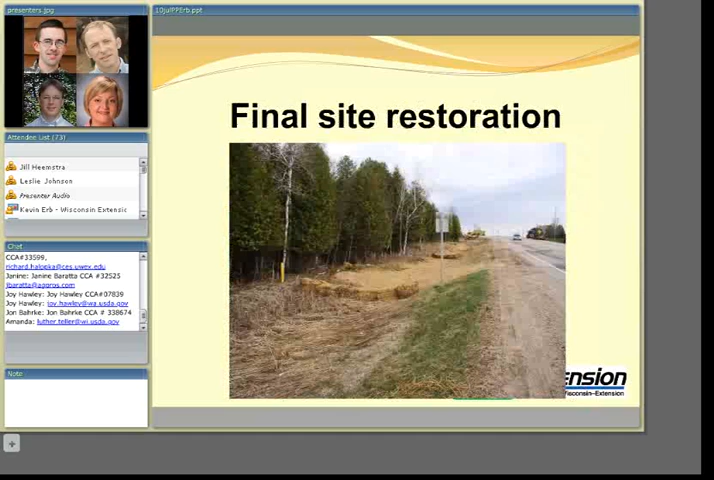 presenters.jpg
Attendee List (73)
Jill Heemstra
Leslie Johnson
Presenter Audio
Kevin Erb - Wisconsin Extensic
Chat
CCA#33599,
richard.halopka@ces.uwex.edu
Janine: Janine Baratta CCA #32525
jbaratta@agpros.com
Joy Hawley: Joy Hawley CCA#07839
Joy Hawley: joy.hawley@wa.usda.gov
Jon Bahrke: Jon Bahrke CCA # 338674
Amanda: luther.teller@wi.usda.gov
Note
10julPPErb.ppt
Final site restoration
ension
Wisconsin–Extension